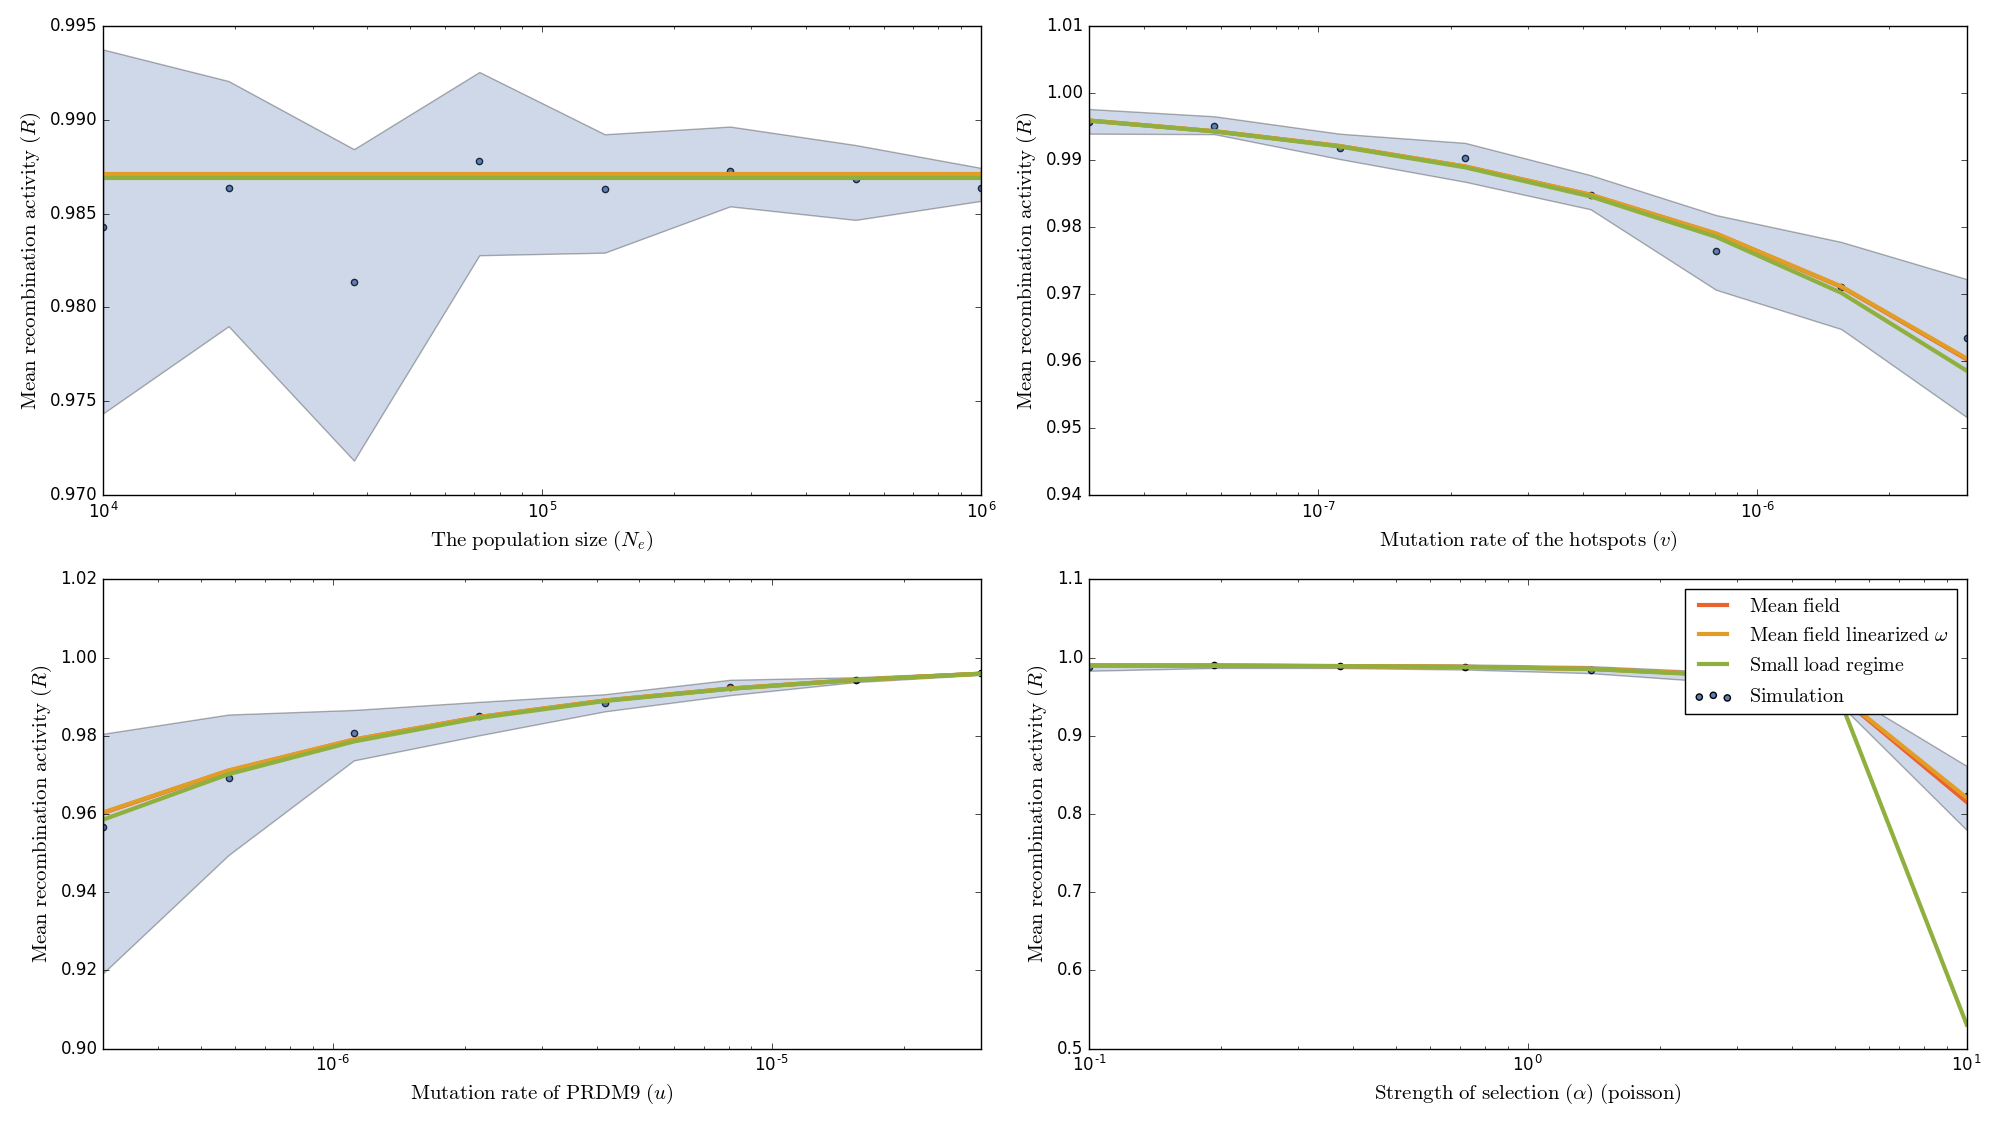 Mean recombination activity (R)
0.995
0.990
0.985
0.980
0.975
0.970
10^4 10^5 10^6
The population size (N_e)
Mean recombination activity (R)
1.01
1.00
0.99
0.98
0.97
0.96
0.95
0.94
10^-7 10^-6
Mutation rate of the hotspots (v)
Mean recombination activity (R)
1.02
1.00
0.98
0.96
0.94
0.92
0.90
10^-6 10^-5
Mutation rate of PRDM9 (u)
Mean recombination activity (R)
1.1
1.0
0.9
0.8
0.7
0.6
0.5
10^-1 10^0 10^1
Strength of selection (α) (poisson)
Mean field
Mean field linearized ω
Small load regime
Simulation